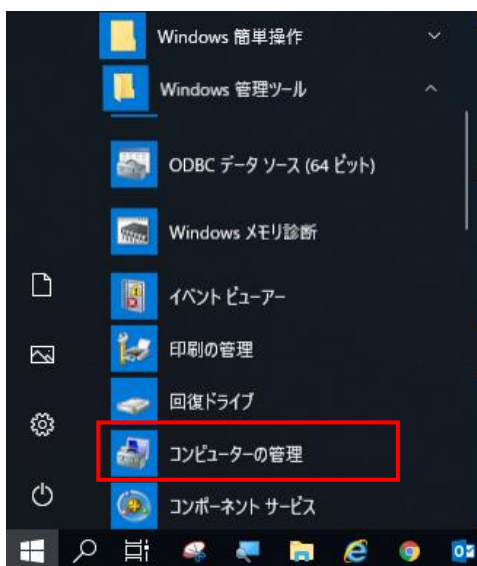 Windows 簡単操作
Windows 管理ツール
ODBC データ ソース (64 ビット)
Windows メモリ診断
イベント ビューアー
印刷の管理
回復ドライブ
コンピューターの管理
コンポーネント サービス